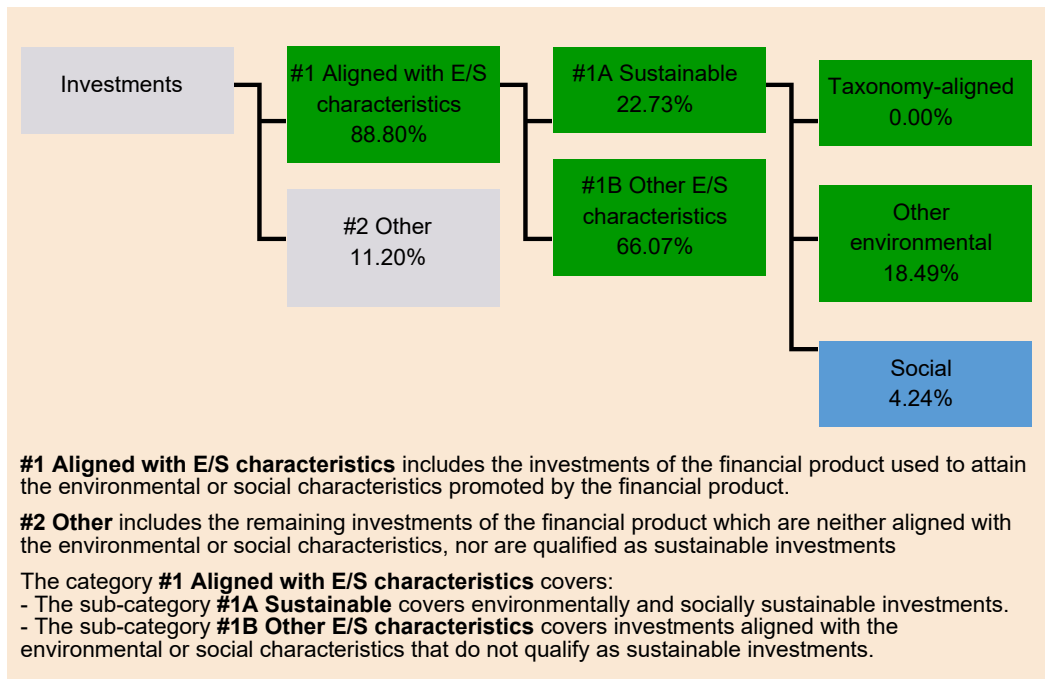 Investments
#1 Aligned with E/S
characteristics
88.80%
#2 Other
11.20%
#1A Sustainable
22.73%
#1B Other E/S
characteristics
66.07%
Taxonomy-aligned
0.00%
Other
environmental
18.49%
Social
4.24%
#1 Aligned with E/S characteristics includes the investments of the financial product used to attain
the environmental or social characteristics promoted by the financial product.
#2 Other includes the remaining investments of the financial product which are neither aligned with
the environmental or social characteristics, nor are qualified as sustainable investments
The category #1 Aligned with E/S characteristics covers:
- The sub-category #1A Sustainable covers environmentally and socially sustainable investments.
- The sub-category #1B Other E/S characteristics covers investments aligned with the
environmental or social characteristics that do not qualify as sustainable investments.